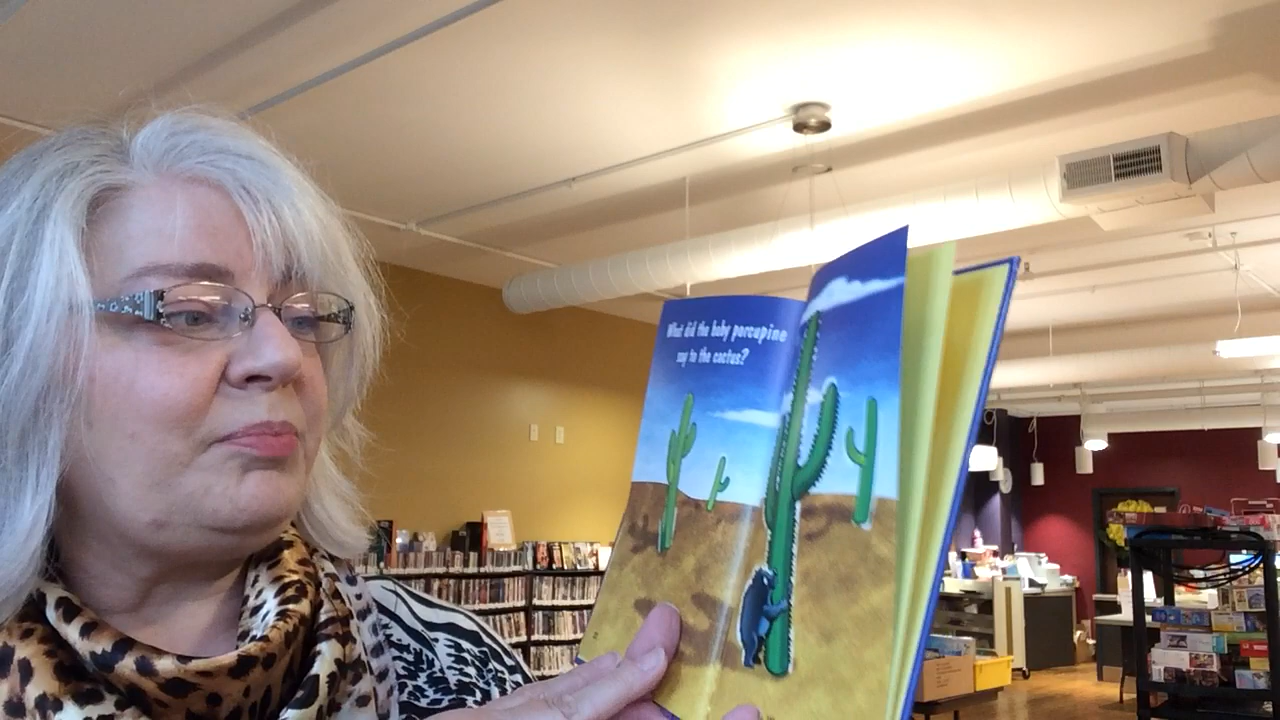 What did the baby porcupine
say to the cactus?